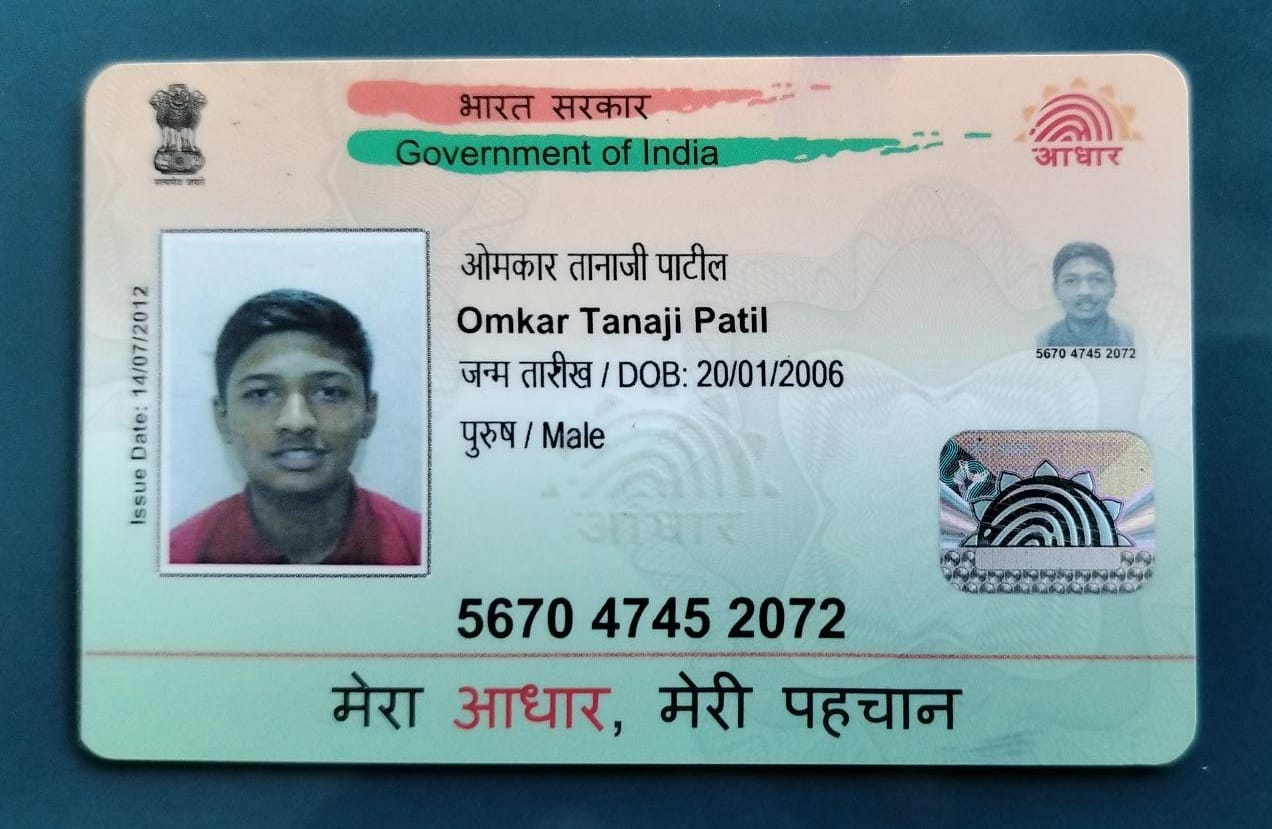 भारत सरकार
Government of India
आधार
सत्यमेव जयते
Issue Date: 14/07/2012
ओमकार तानाजी पाटील
Omkar Tanaji Patil
जन्म तारीख / DOB: 20/01/2006
पुरुष / Male
5670 4745 2072
आधार
5670 4745 2072
मेरा आधार, मेरी पहचान